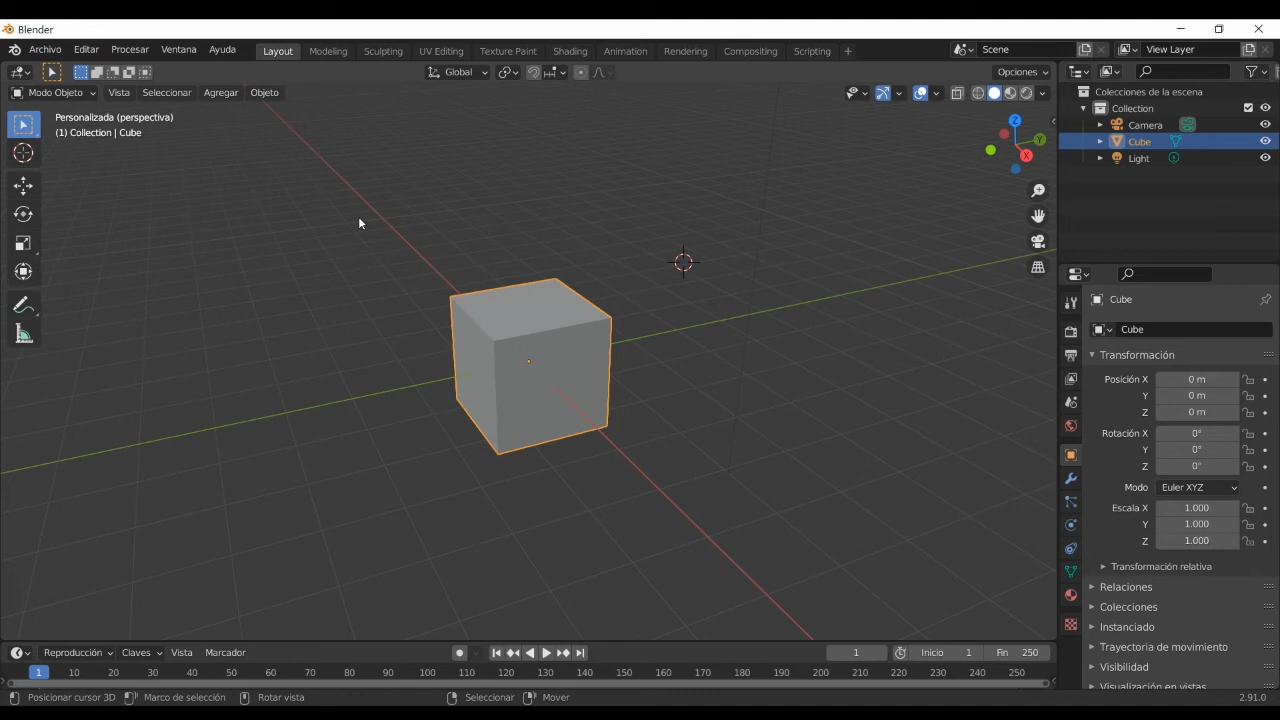 Blender
Archivo Editar Procesar Ventana Ayuda Layout Modeling Sculpting UV Editing Texture Paint Shading Animation Rendering Compositing Scripting + Scene View Layer
Global Opciones
Modo Objeto Vista Seleccionar Agregar Objeto
Personalizada (perspectiva)
(1) Collection | Cube
Z
Y
X
Colecciones de la escena
Collection
Camera
Cube
Light
Cube
Cube
Transformación
Posición X 0 m
Y 0 m
Z 0 m
Rotación X 0°
Y 0°
Z 0°
Modo Euler XYZ
Escala X 1.000
Y 1.000
Z 1.000
Transformación relativa
Relaciones
Colecciones
Instanciado
Trayectoria de movimiento
Visibilidad
Visualización en vistas
Reproducción Claves Vista Marcador 1 Inicio 1 Fin 250
1 10 20 30 40 50 60 70 80 90 100 110 120 130 140 150 160 170 180 190 200 210 220 230 240 250
Posicionar cursor 3D Marco de selección Rotar vista Seleccionar Mover 2.91.0